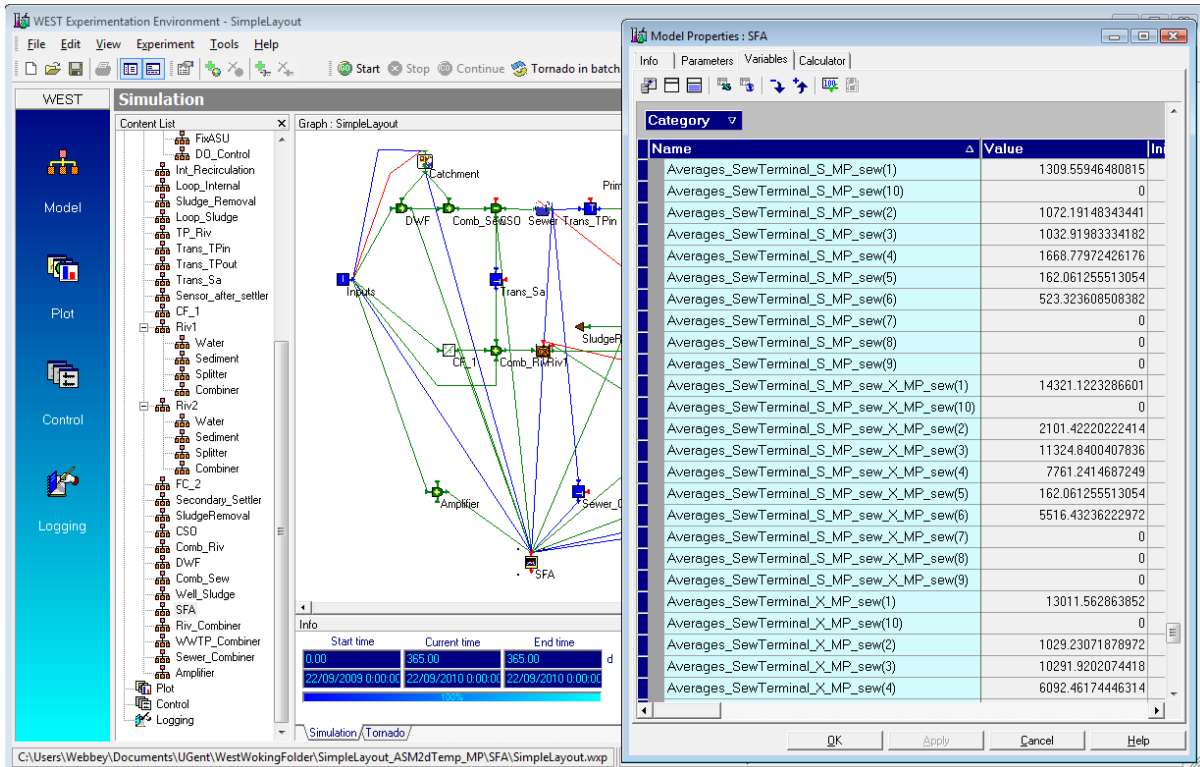 WEST Experimentation Environment - SimpleLayout
File Edit View Experiment Tools Help
Start Stop Continue Tornado in batch
WEST
Model
Plot
Control
Logging
Simulation
Content List
FixASU
DO_Control
Int_Recirculation
Loop_Internal
Sludge_Removal
Loop_Sludge
TP_Riv
Trans_TPin
Trans_TPout
Trans_Sa
Sensor_after_settler
CF_1
Riv1
Water
Sediment
Splitter
Combiner
Riv2
Water
Sediment
Splitter
Combiner
FC_2
Secondary_Settler
SludgeRemoval
CSO
Comb_Riv
DWF
Comb_Sew
Well_Sludge
SFA
Riv_Combiner
WWTP_Combiner
Sewer_Combiner
Amplifier
Plot
Control
Logging
Graph : SimpleLayout
Catchment
Prim
DWF Comb_Sew CSO Sewer Trans_TPin
Inputs
Trans_Sa
SludgeR
CF_1 Comb_Riv Riv1
Amplifier
Sewer_C
SFA
Info
Start time Current time End time
0.00 365.00 365.00 d
22/09/2009 0:00:00 22/09/2010 0:00:00 22/09/2010 0:00:00
100%
Simulation Tornado
C:\Users\Webbey\Documents\UGent\WestWokingFolder\SimpleLayout_ASM2dTemp_MP\SFA\SimpleLayout.wxp
Model Properties : SFA
Info Parameters Variables Calculator
Category
Name Value Ini
Averages_SewTerminal_S_MP_sew(1) 1309.55946480815
Averages_SewTerminal_S_MP_sew(10) 0
Averages_SewTerminal_S_MP_sew(2) 1072.19148343441
Averages_SewTerminal_S_MP_sew(3) 1032.91983334182
Averages_SewTerminal_S_MP_sew(4) 1668.77972426176
Averages_SewTerminal_S_MP_sew(5) 162.061255513054
Averages_SewTerminal_S_MP_sew(6) 523.323608508382
Averages_SewTerminal_S_MP_sew(7) 0
Averages_SewTerminal_S_MP_sew(8) 0
Averages_SewTerminal_S_MP_sew(9) 0
Averages_SewTerminal_S_MP_sew_X_MP_sew(1) 14321.1223286601
Averages_SewTerminal_S_MP_sew_X_MP_sew(10) 0
Averages_SewTerminal_S_MP_sew_X_MP_sew(2) 2101.42220222414
Averages_SewTerminal_S_MP_sew_X_MP_sew(3) 11324.8400407836
Averages_SewTerminal_S_MP_sew_X_MP_sew(4) 7761.2414687249
Averages_SewTerminal_S_MP_sew_X_MP_sew(5) 162.061255513054
Averages_SewTerminal_S_MP_sew_X_MP_sew(6) 5516.43236222972
Averages_SewTerminal_S_MP_sew_X_MP_sew(7) 0
Averages_SewTerminal_S_MP_sew_X_MP_sew(8) 0
Averages_SewTerminal_S_MP_sew_X_MP_sew(9) 0
Averages_SewTerminal_X_MP_sew(1) 13011.562863852
Averages_SewTerminal_X_MP_sew(10) 0
Averages_SewTerminal_X_MP_sew(2) 1029.23071878972
Averages_SewTerminal_X_MP_sew(3) 10291.9202074418
Averages_SewTerminal_X_MP_sew(4) 6092.46174446314
OK Apply Cancel Help